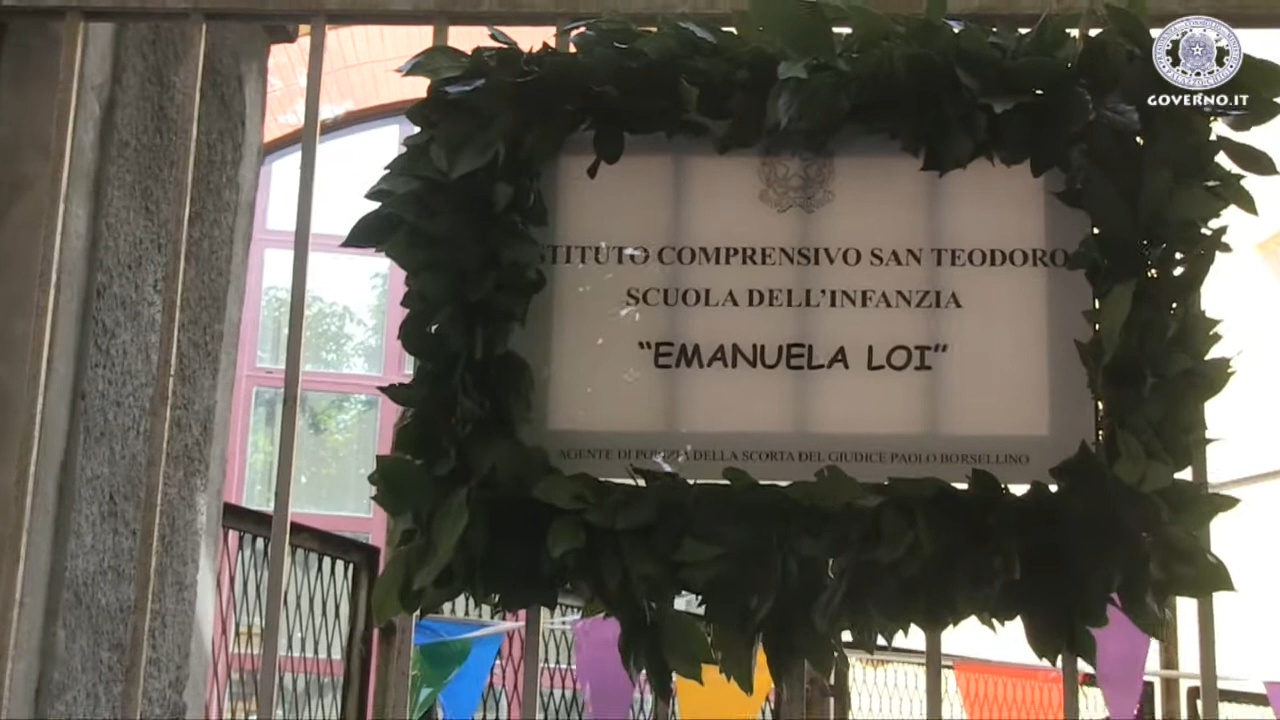 GOVERNO.IT
STITUTO COMPRENSIVO SAN TEODORO
SCUOLA DELL'INFANZIA
"EMANUELA LOI"
AGENTE DI POLIZIA DELLA SCORTA DEL GIUDICE PAOLO BORSELLINO